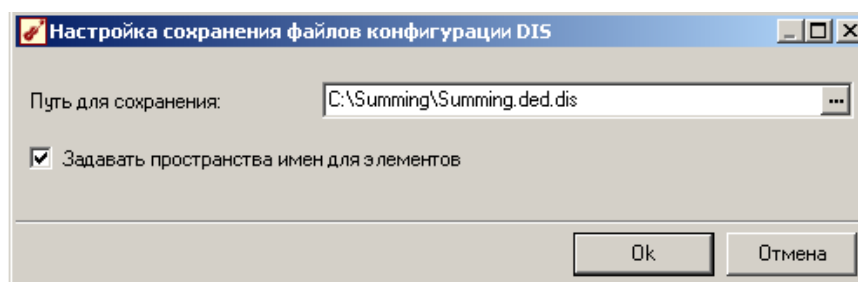 Настройка сохранения файлов конфигурации DIS
Путь для сохранения: C:\Summing\Summing.ded.dis ...
Задавать пространства имен для элементов
Ok Отмена